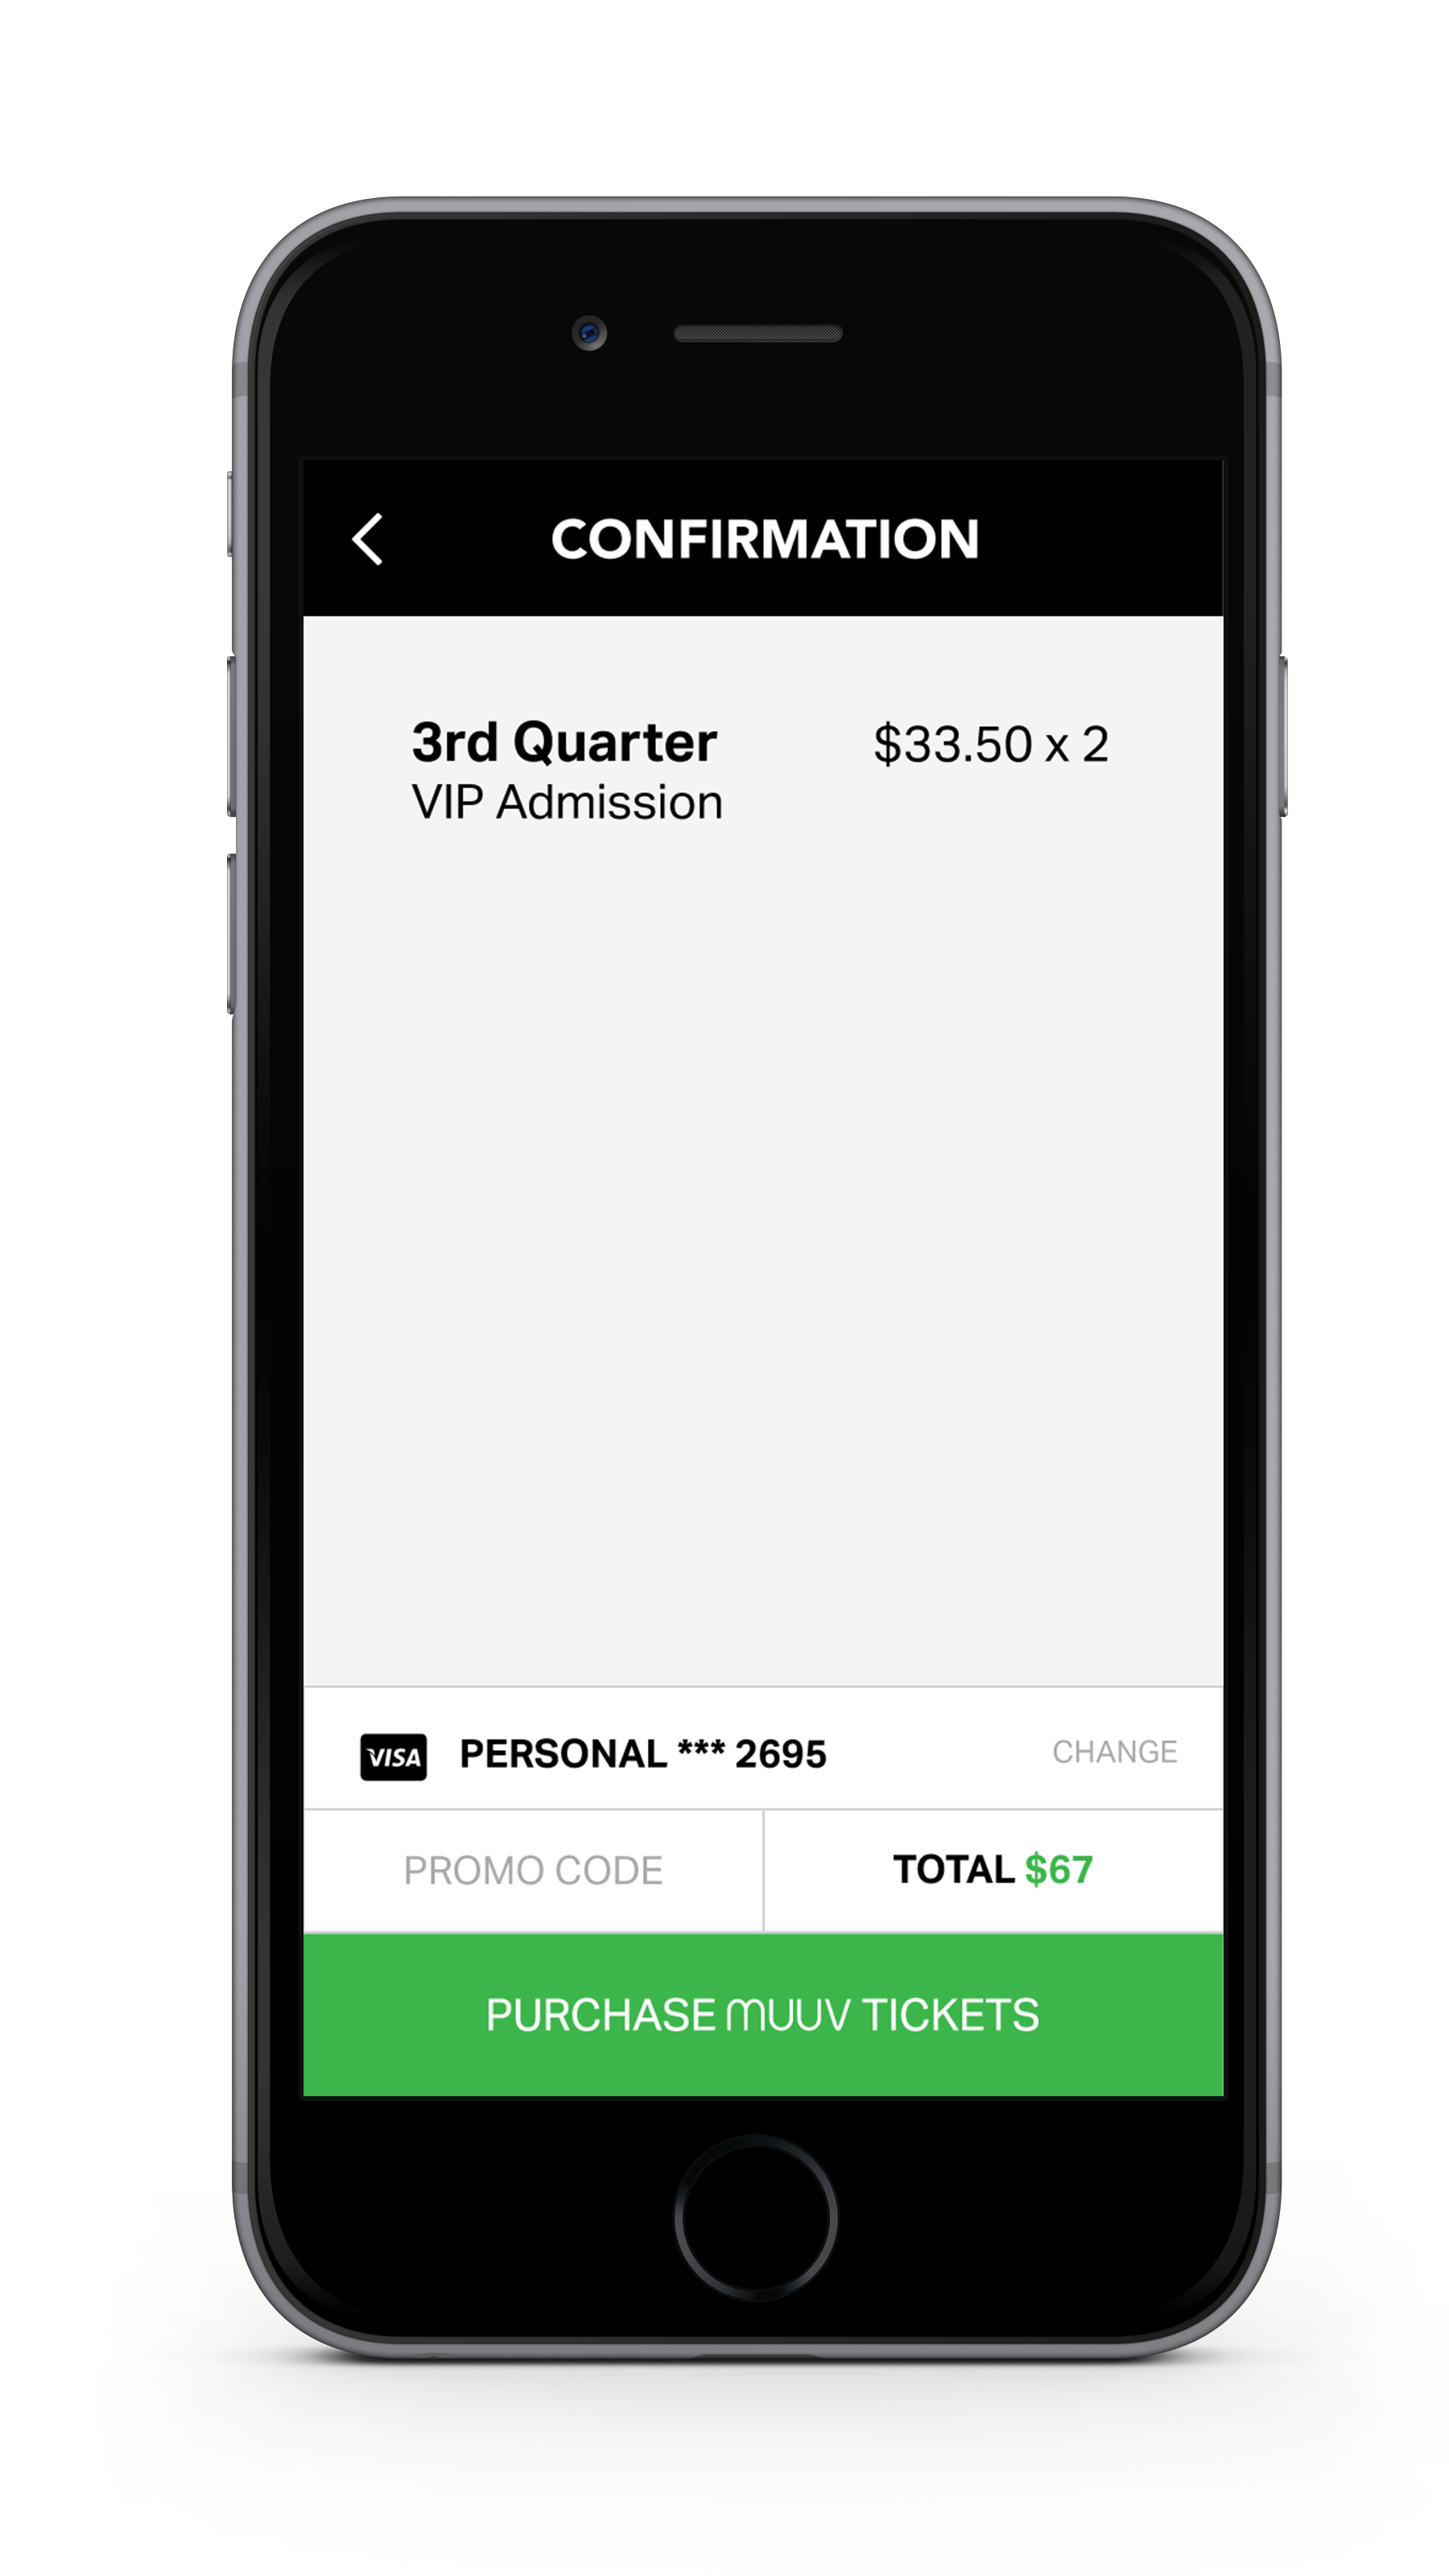 CONFIRMATION
3rd Quarter $33.50 x 2
VIP Admission
VISA PERSONAL *** 2695 CHANGE
PROMO CODE TOTAL $67
PURCHASE MUUV TICKETS